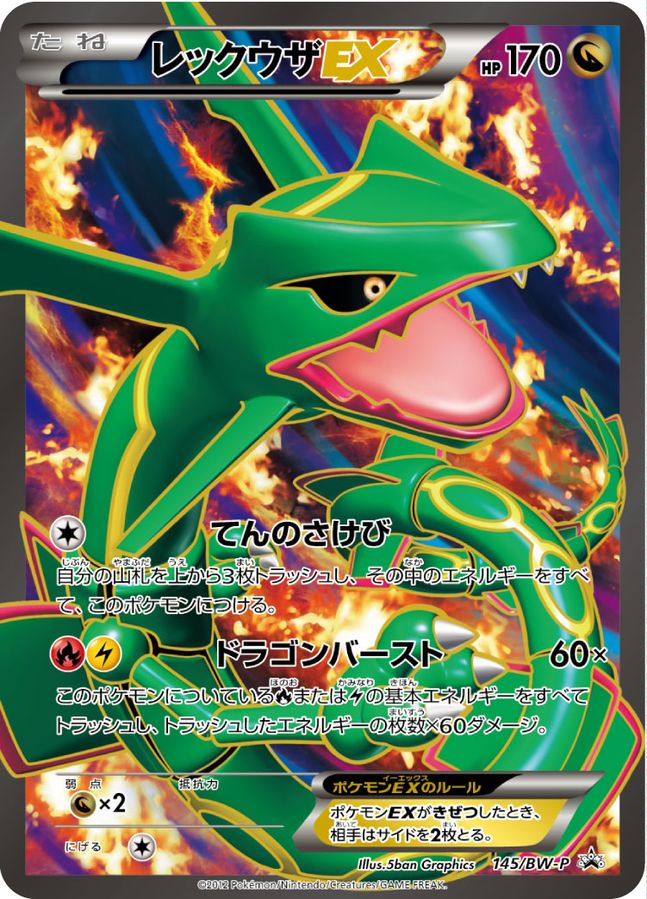 たね レックウザEX HP170
てんのさけび
自分の山札を上から3枚トラッシュし、その中のエネルギーをすべ
て、このポケモンにつける。
ドラゴンバースト 60×
このポケモンについている または の基本エネルギーをすべて
トラッシュし、トラッシュしたエネルギーの枚数×60ダメージ。
弱点 抵抗力
×2
にげる
ポケモンEXのルール
ポケモンEXがきぜつしたとき、
相手はサイドを2枚とる。
Illus.5ban Graphics 145/BW-P
©2012 Pokémon/Nintendo/Creatures/GAME FREAK.